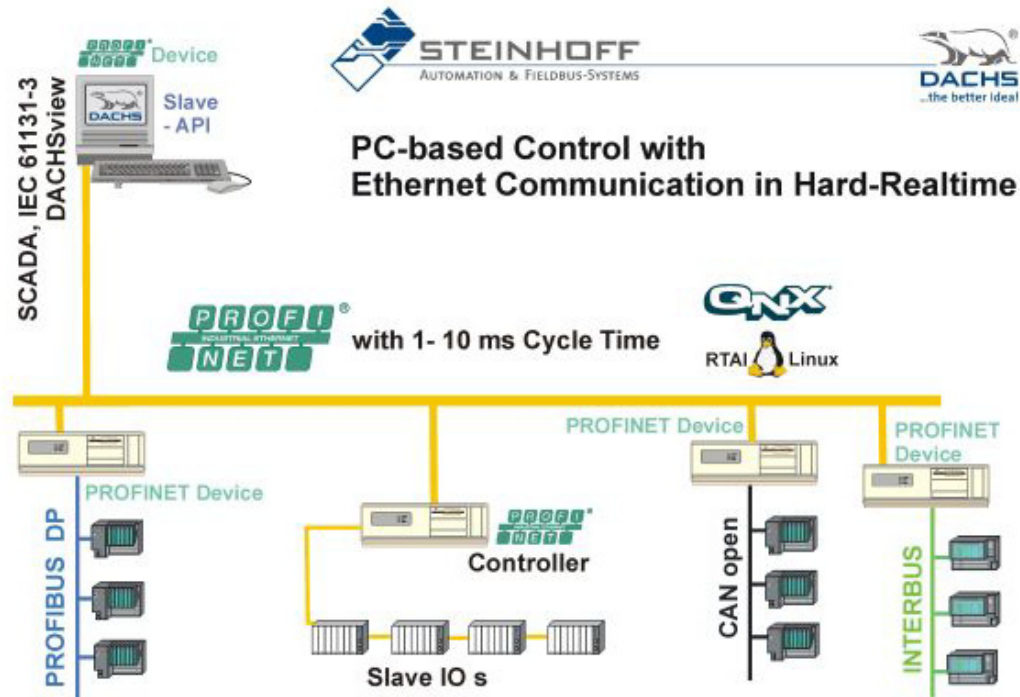 PROFI® Device
NET
DACHS
Slave
- API
SCADA, IEC 61131-3
DACHSview
STEINHOFF
AUTOMATION & FIELDBUS-SYSTEMS
®
DACHS
...the better Idea!
PC-based Control with
Ethernet Communication in Hard-Realtime
PROFI®
INDUSTRIAL ETHERNET
NET
with 1- 10 ms Cycle Time
QNX®
RTAI Linux
PROFINET Device
PROFIBUS DP
PROFI®
NET
Controller
Slave IO s
PROFINET Device
CAN open
PROFINET
Device
INTERBUS